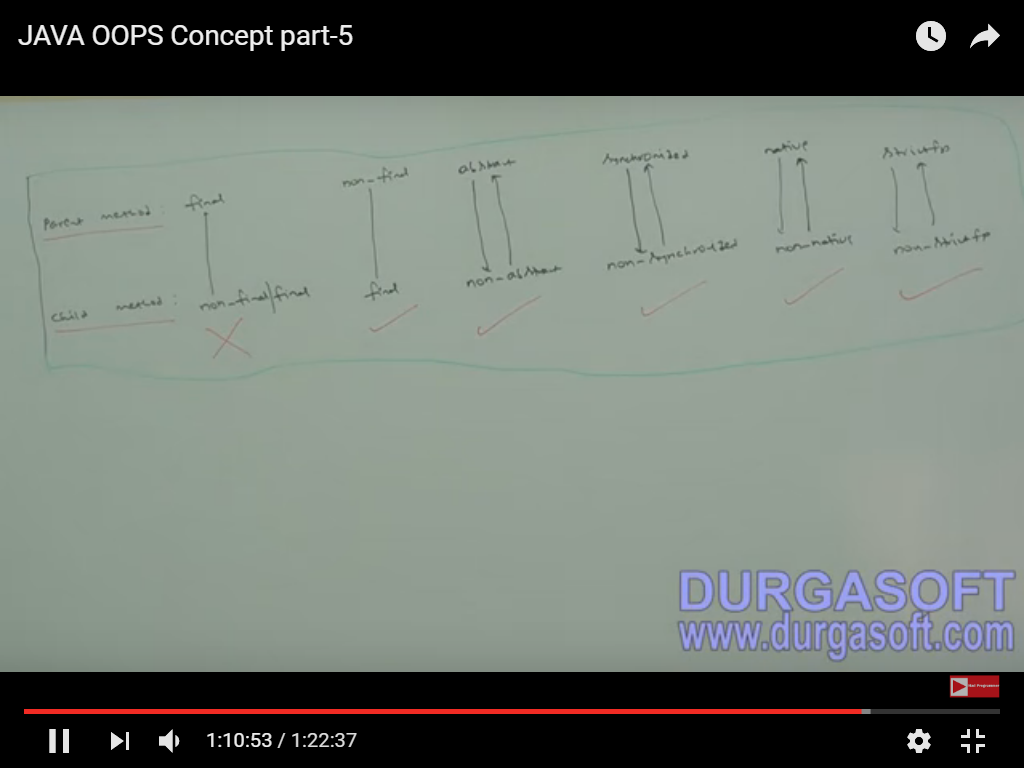 JAVA OOPS Concept part-5
final non-final abstract synchronized native strictfp
Parent method :
Child method : non-final/final final non-abstract non-synchronized non-native non-strictfp
DURGASOFT
www.durgasoft.com
1:10:53 / 1:22:37